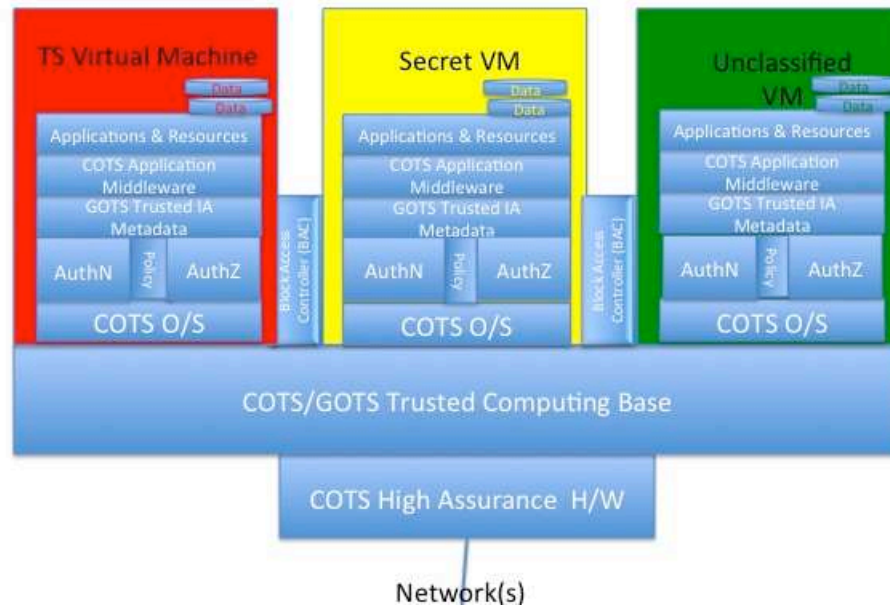 TS Virtual Machine
Data
Data
Applications & Resources
COTS Application
Middleware
GOTS Trusted IA
Metadata
AuthN
Policy
AuthZ
COTS O/S
Block Access
Controller (BAC)
Secret VM
Data
Data
Applications & Resources
COTS Application
Middleware
GOTS Trusted IA
Metadata
AuthN
Policy
AuthZ
COTS O/S
Block Access
Controller (BAC)
Unclassified
VM
Data
Data
Applications & Resources
COTS Application
Middleware
GOTS Trusted IA
Metadata
AuthN
Policy
AuthZ
COTS O/S
COTS/GOTS Trusted Computing Base
COTS High Assurance H/W
Network(s)